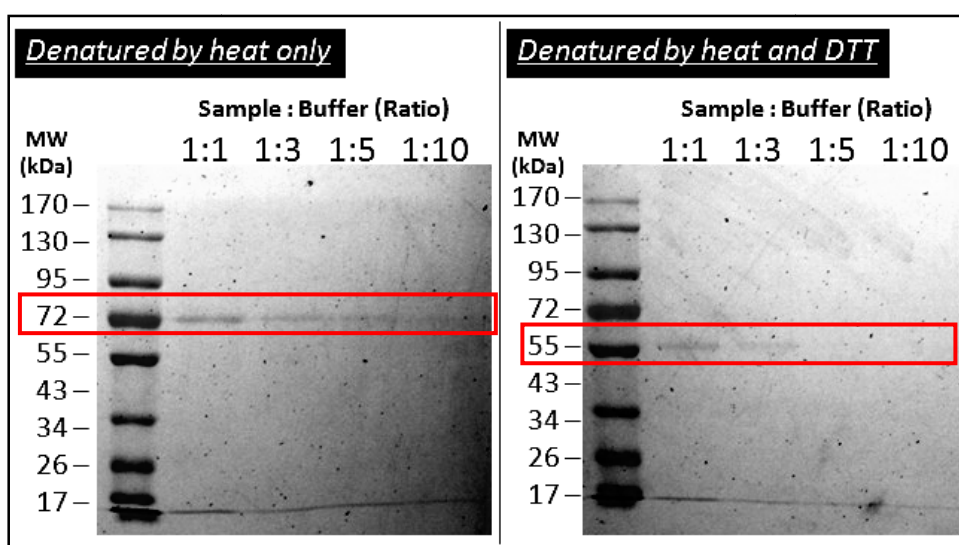 Denatured by heat only
Sample : Buffer (Ratio)
MW
(kDa)
1:1 1:3 1:5 1:10
170 –
130 –
95 –
72 –
55 –
43 –
34 –
26 –
17 –
Denatured by heat and DTT
Sample : Buffer (Ratio)
MW
(kDa)
1:1 1:3 1:5 1:10
170 –
130 –
95 –
72 –
55 –
43 –
34 –
26 –
17 –